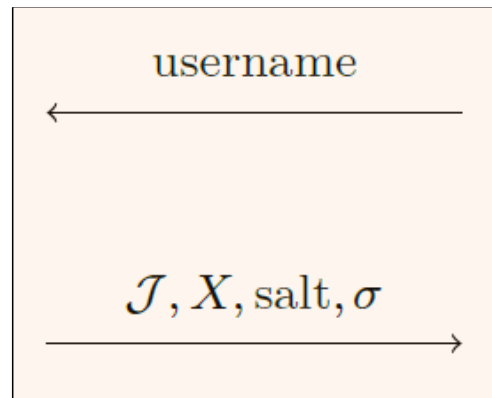 username
𝒥, X, salt, σ